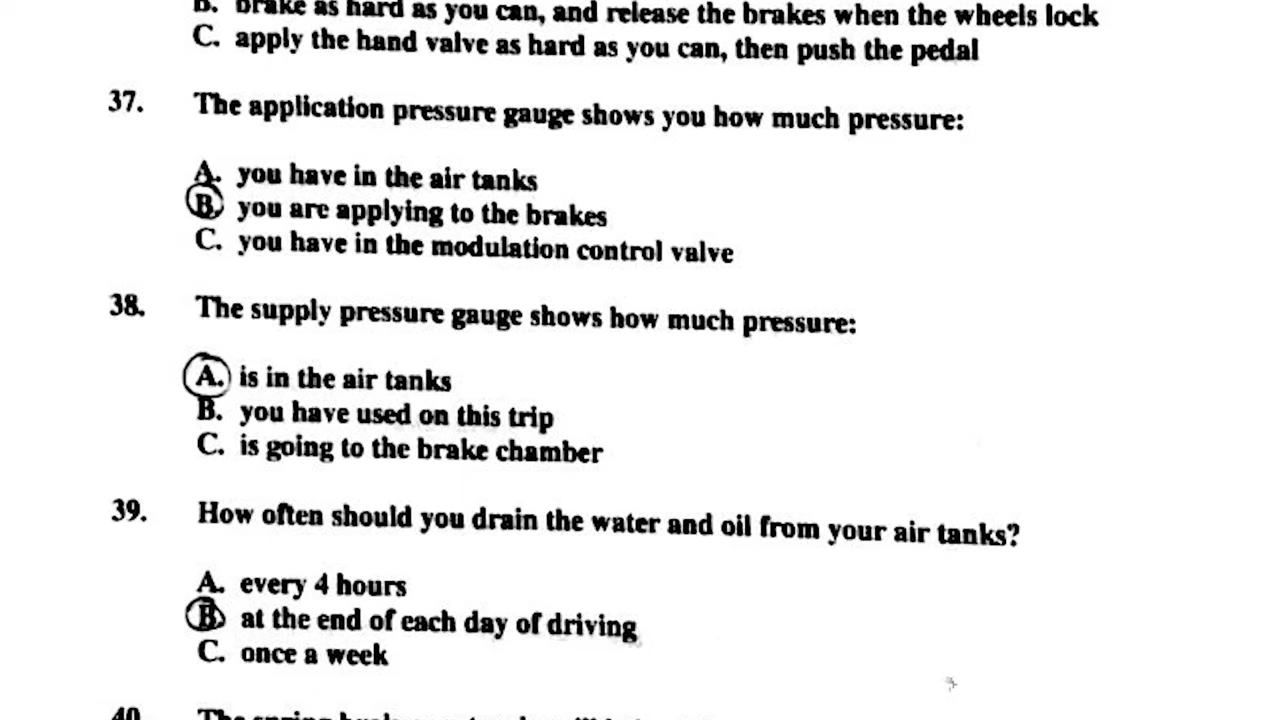 B. brake as hard as you can, and release the brakes when the wheels lock
C. apply the hand valve as hard as you can, then push the pedal
37. The application pressure gauge shows you how much pressure:
A. you have in the air tanks
B. you are applying to the brakes
C. you have in the modulation control valve
38. The supply pressure gauge shows how much pressure:
A. is in the air tanks
B. you have used on this trip
C. is going to the brake chamber
39. How often should you drain the water and oil from your air tanks?
A. every 4 hours
B. at the end of each day of driving
C. once a week
40. The spring